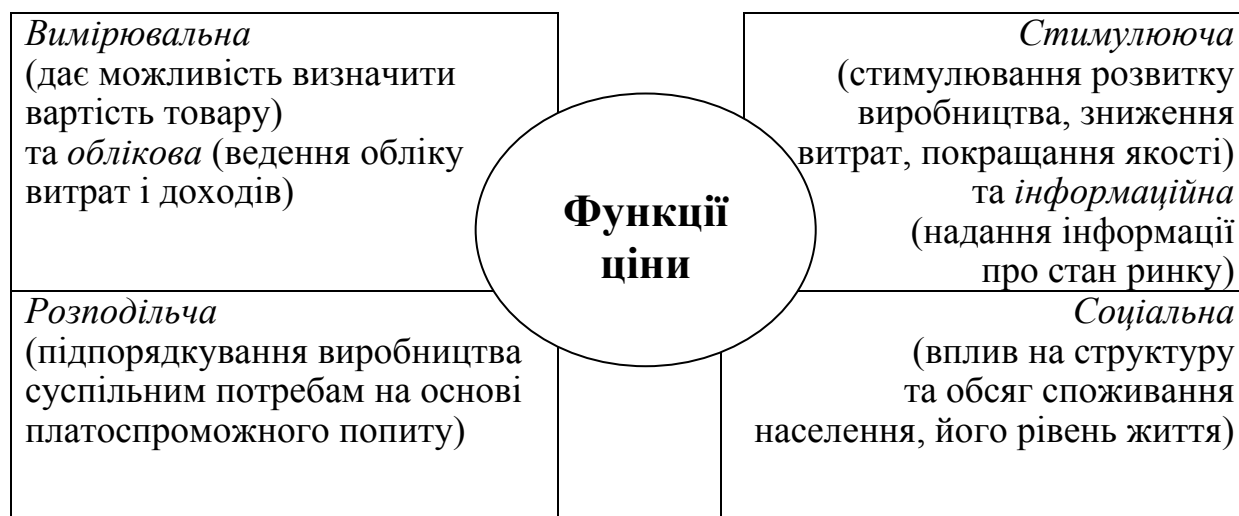 Вимірювальна
(дає можливість визначити
вартість товару)
та облікова (ведення обліку
витрат і доходів)
Стимулююча
(стимулювання розвитку
виробництва, зниження
витрат, покращання якості)
та інформаційна
(надання інформації
про стан ринку)
Функції
ціни
Розподільча
(підпорядкування виробництва
суспільним потребам на основі
платоспроможного попиту)
Соціальна
(вплив на структуру
та обсяг споживання
населення, його рівень життя)